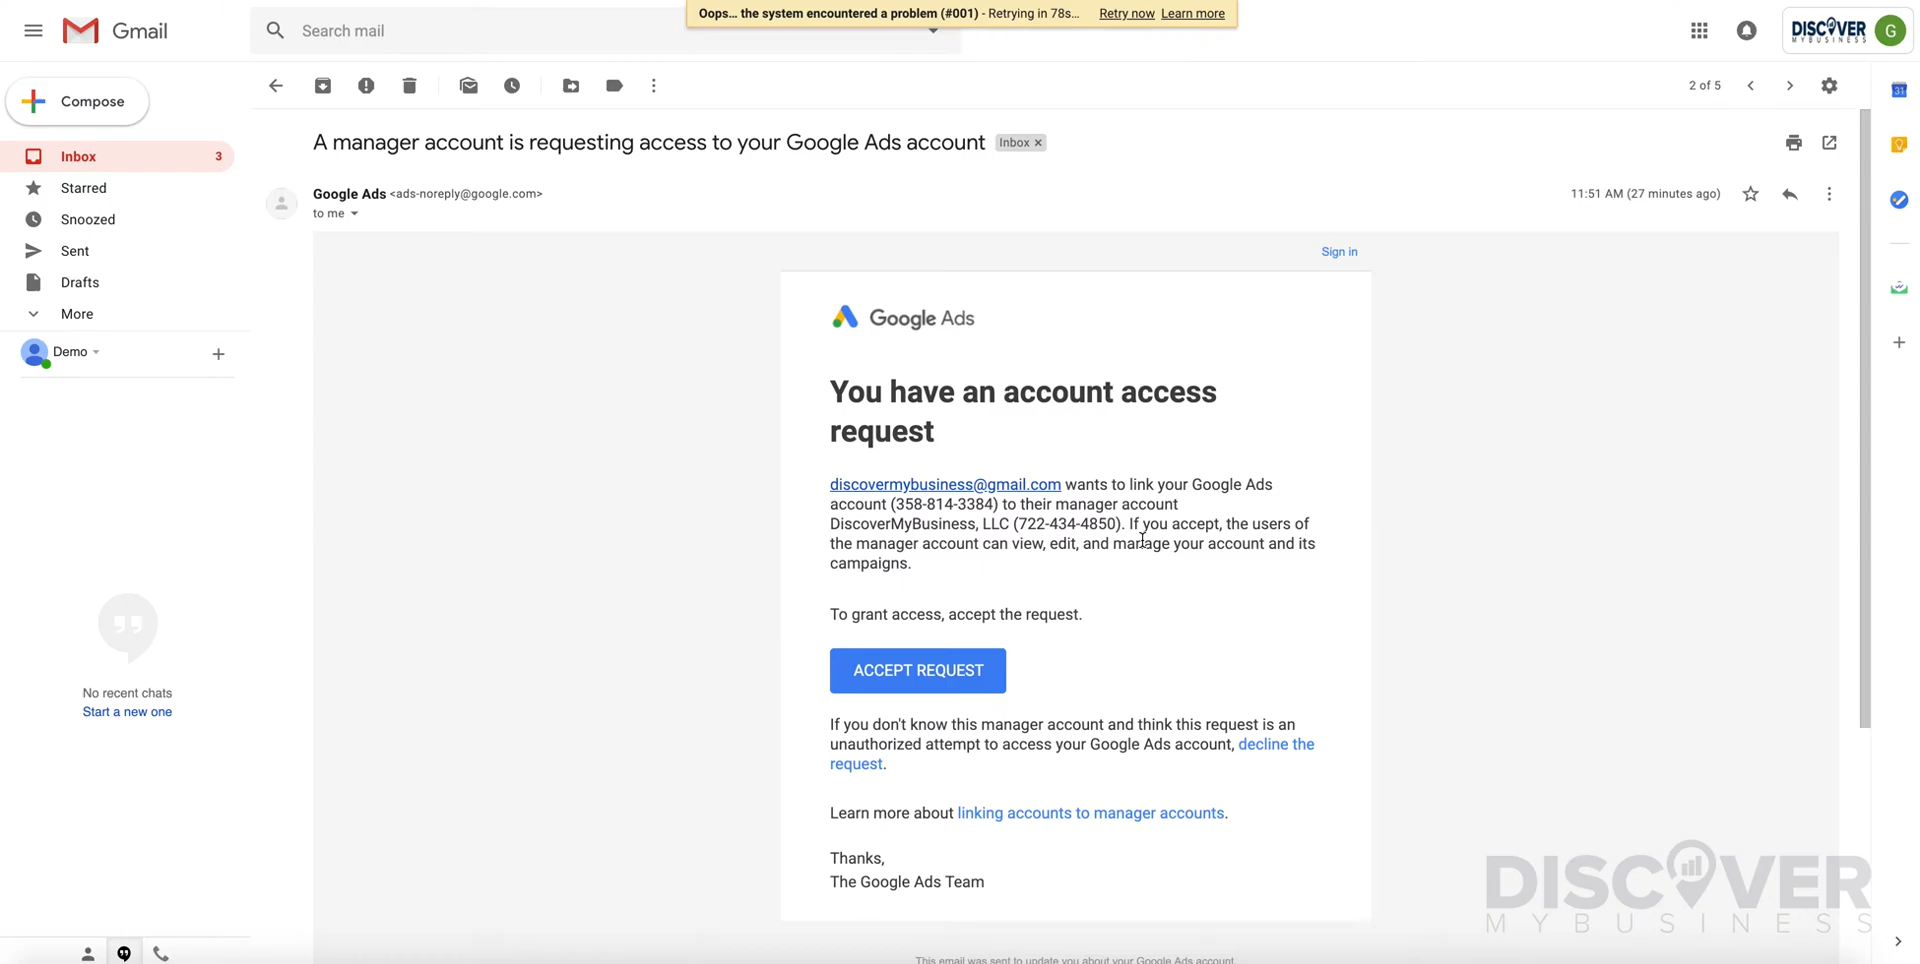 Oops... the system encountered a problem (#001) - Retrying in 78s... Retry now Learn more
Gmail
Search mail
DISCOVER
MYBUSINESS
G
Compose
2 of 5
31
Inbox 3
Starred
Snoozed
Sent
Drafts
More
Demo
No recent chats
Start a new one
A manager account is requesting access to your Google Ads account Inbox ×
Google Ads <ads-noreply@google.com>
11:51 AM (27 minutes ago)
to me
Sign in
Google Ads
You have an account access
request
discovermybusiness@gmail.com wants to link your Google Ads
account (358-814-3384) to their manager account
DiscoverMyBusiness, LLC (722-434-4850). If you accept, the users of
the manager account can view, edit, and manage your account and its
campaigns.
To grant access, accept the request.
ACCEPT REQUEST
If you don't know this manager account and think this request is an
unauthorized attempt to access your Google Ads account, decline the
request.
Learn more about linking accounts to manager accounts.
Thanks,
The Google Ads Team
DISCOVER
MYBUSINESS
This email was sent to update you about your Google Ads account.